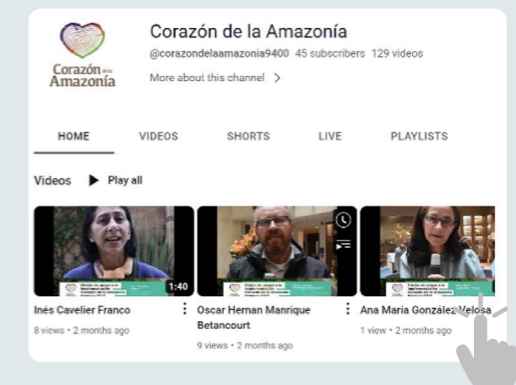 Corazón de la Amazonía
@corazondelaamazonia9400 45 subscribers 129 videos
Corazón de la
Amazonía
More about this channel >
HOME VIDEOS SHORTS LIVE PLAYLISTS
Videos ▶ Play all
1:40
Inés Cavelier Franco
8 views • 2 months ago
Oscar Hernan Manrique
Betancourt
9 views • 2 months ago
Ana María González Velosa
1 view • 2 months ago